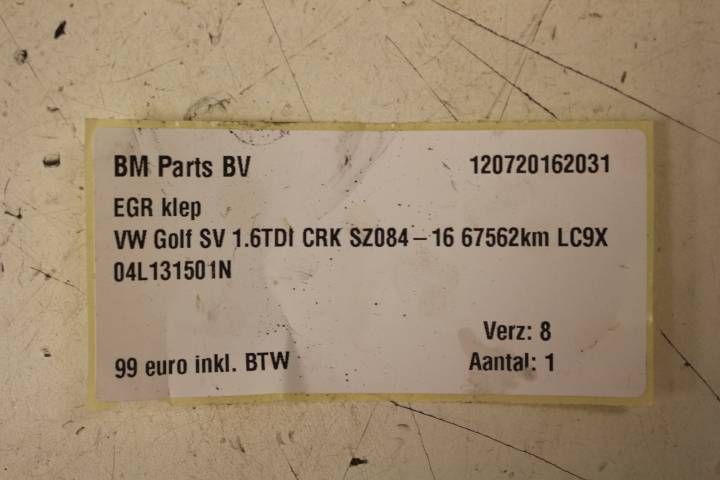 BM Parts BV 120720162031
EGR klep
VW Golf SV 1.6TDI CRK SZ084-16 67562km LC9X
04L131501N
Verz: 8
99 euro inkl. BTW Aantal: 1